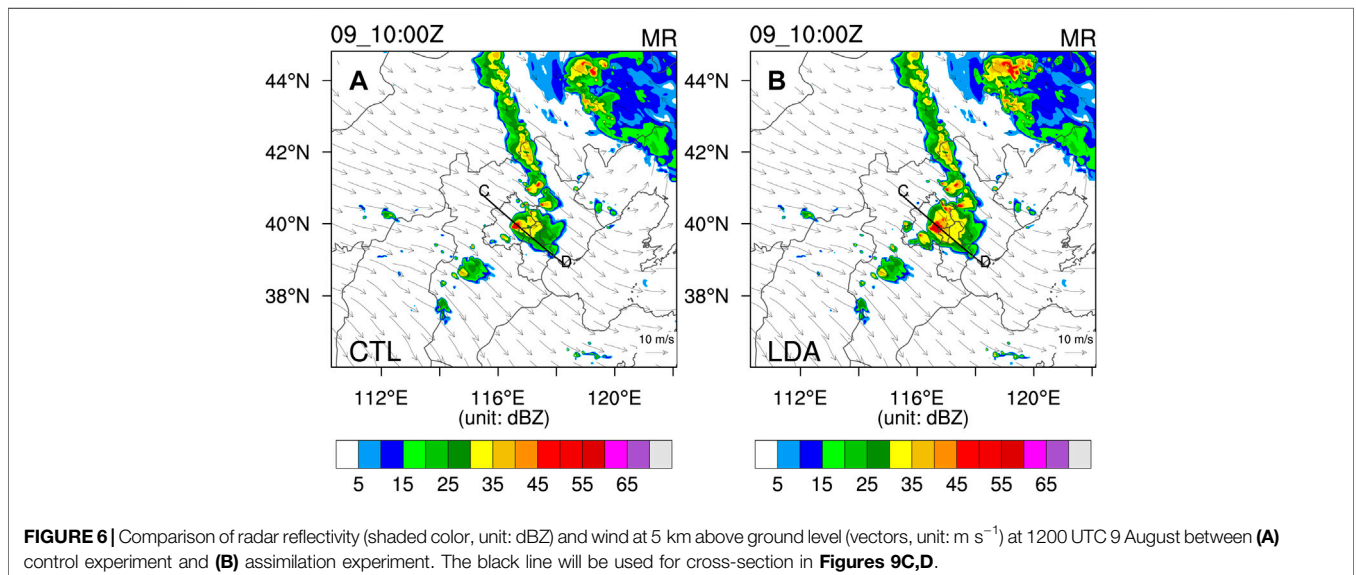 09_10:00Z MR
A
44°N
42°N
40°N
38°N
C
D
10 m/s
CTL
112°E 116°E 120°E
(unit: dBZ)
5 15 25 35 45 55 65
09_10:00Z MR
B
44°N
42°N
40°N
38°N
C
D
10 m/s
LDA
112°E 116°E 120°E
(unit: dBZ)
5 15 25 35 45 55 65
FIGURE 6 | Comparison of radar reflectivity (shaded color, unit: dBZ) and wind at 5 km above ground level (vectors, unit: m s⁻¹) at 1200 UTC 9 August between (A)
control experiment and (B) assimilation experiment. The black line will be used for cross-section in Figures 9C,D.